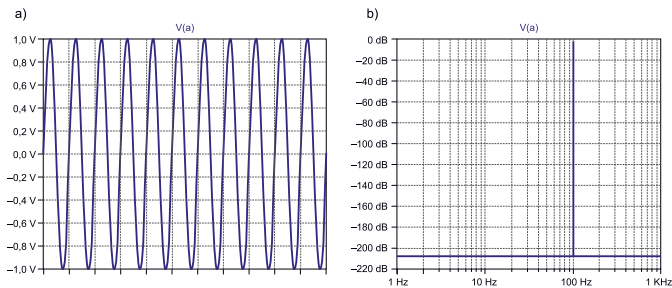 a)
V(a)
1,0 V
0,8 V
0,6 V
0,4 V
0,2 V
0,0 V
–0,2 V
–0,4 V
–0,6 V
–0,8 V
–1,0 V
b)
V(a)
0 dB
–20 dB
–40 dB
–60 dB
–80 dB
–100 dB
–120 dB
–140 dB
–160 dB
–180 dB
–200 dB
–220 dB
1 Hz 10 Hz 100 Hz 1 KHz